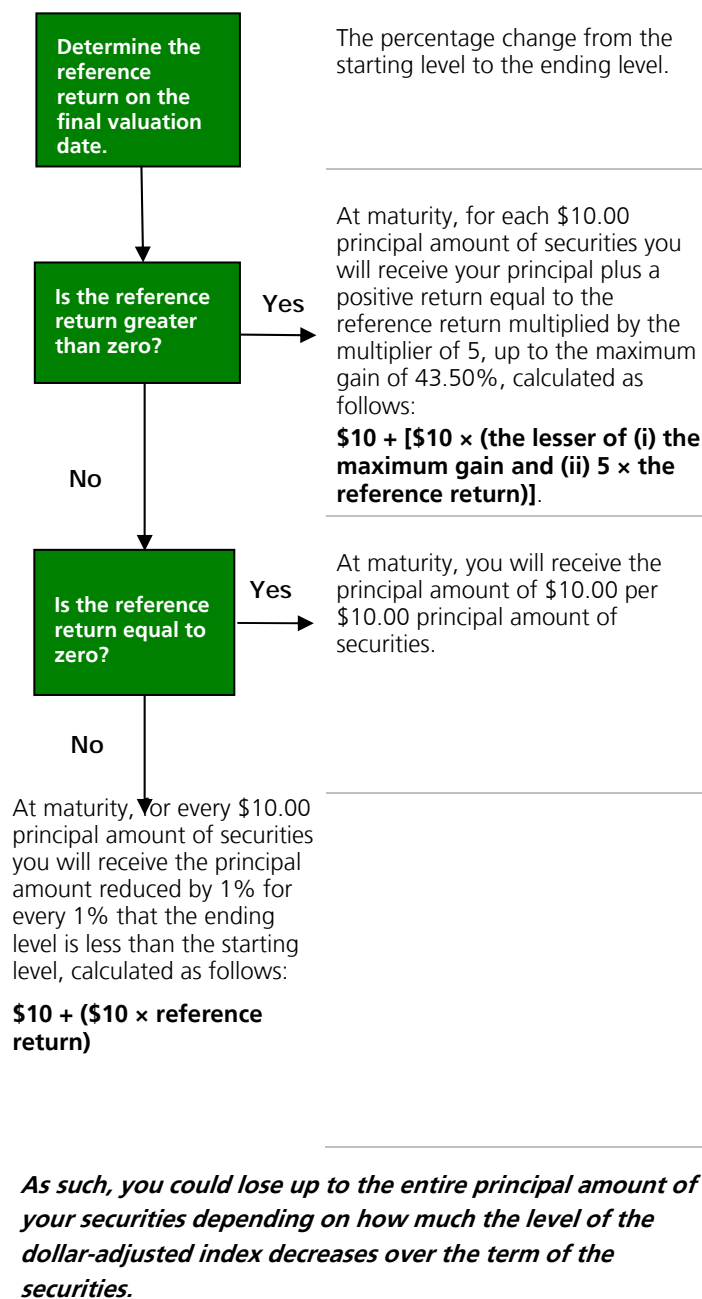 Determine the
reference
return on the
final valuation
date.
The percentage change from the
starting level to the ending level.
Is the reference
return greater
than zero?
Yes
At maturity, for each $10.00
principal amount of securities you
will receive your principal plus a
positive return equal to the
reference return multiplied by the
multiplier of 5, up to the maximum
gain of 43.50%, calculated as
follows:
$10 + [$10 × (the lesser of (i) the
maximum gain and (ii) 5 × the
reference return)].
No
Is the reference
return equal to
zero?
Yes
At maturity, you will receive the
principal amount of $10.00 per
$10.00 principal amount of
securities.
No
At maturity, for every $10.00
principal amount of securities
you will receive the principal
amount reduced by 1% for
every 1% that the ending
level is less than the starting
level, calculated as follows:
$10 + ($10 × reference
return)
As such, you could lose up to the entire principal amount of
your securities depending on how much the level of the
dollar-adjusted index decreases over the term of the
securities.